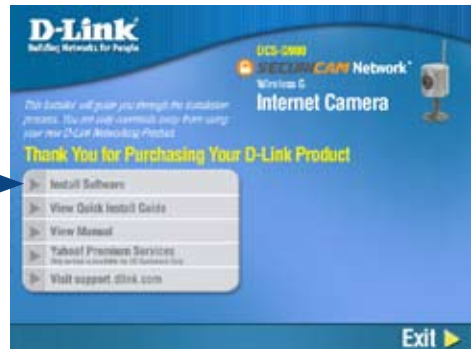 D-Link
Building Networks for People
DCS-G900
SECURICAM Network
Wireless G
Internet Camera
This installer will guide you through the installation
process. You are only moments away from using
your new D-Link Networking Product.
Thank You for Purchasing Your D-Link Product
Install Software
View Quick Install Guide
View Manual
Yahoo! Premium Services
Visit support.dlink.com
Exit